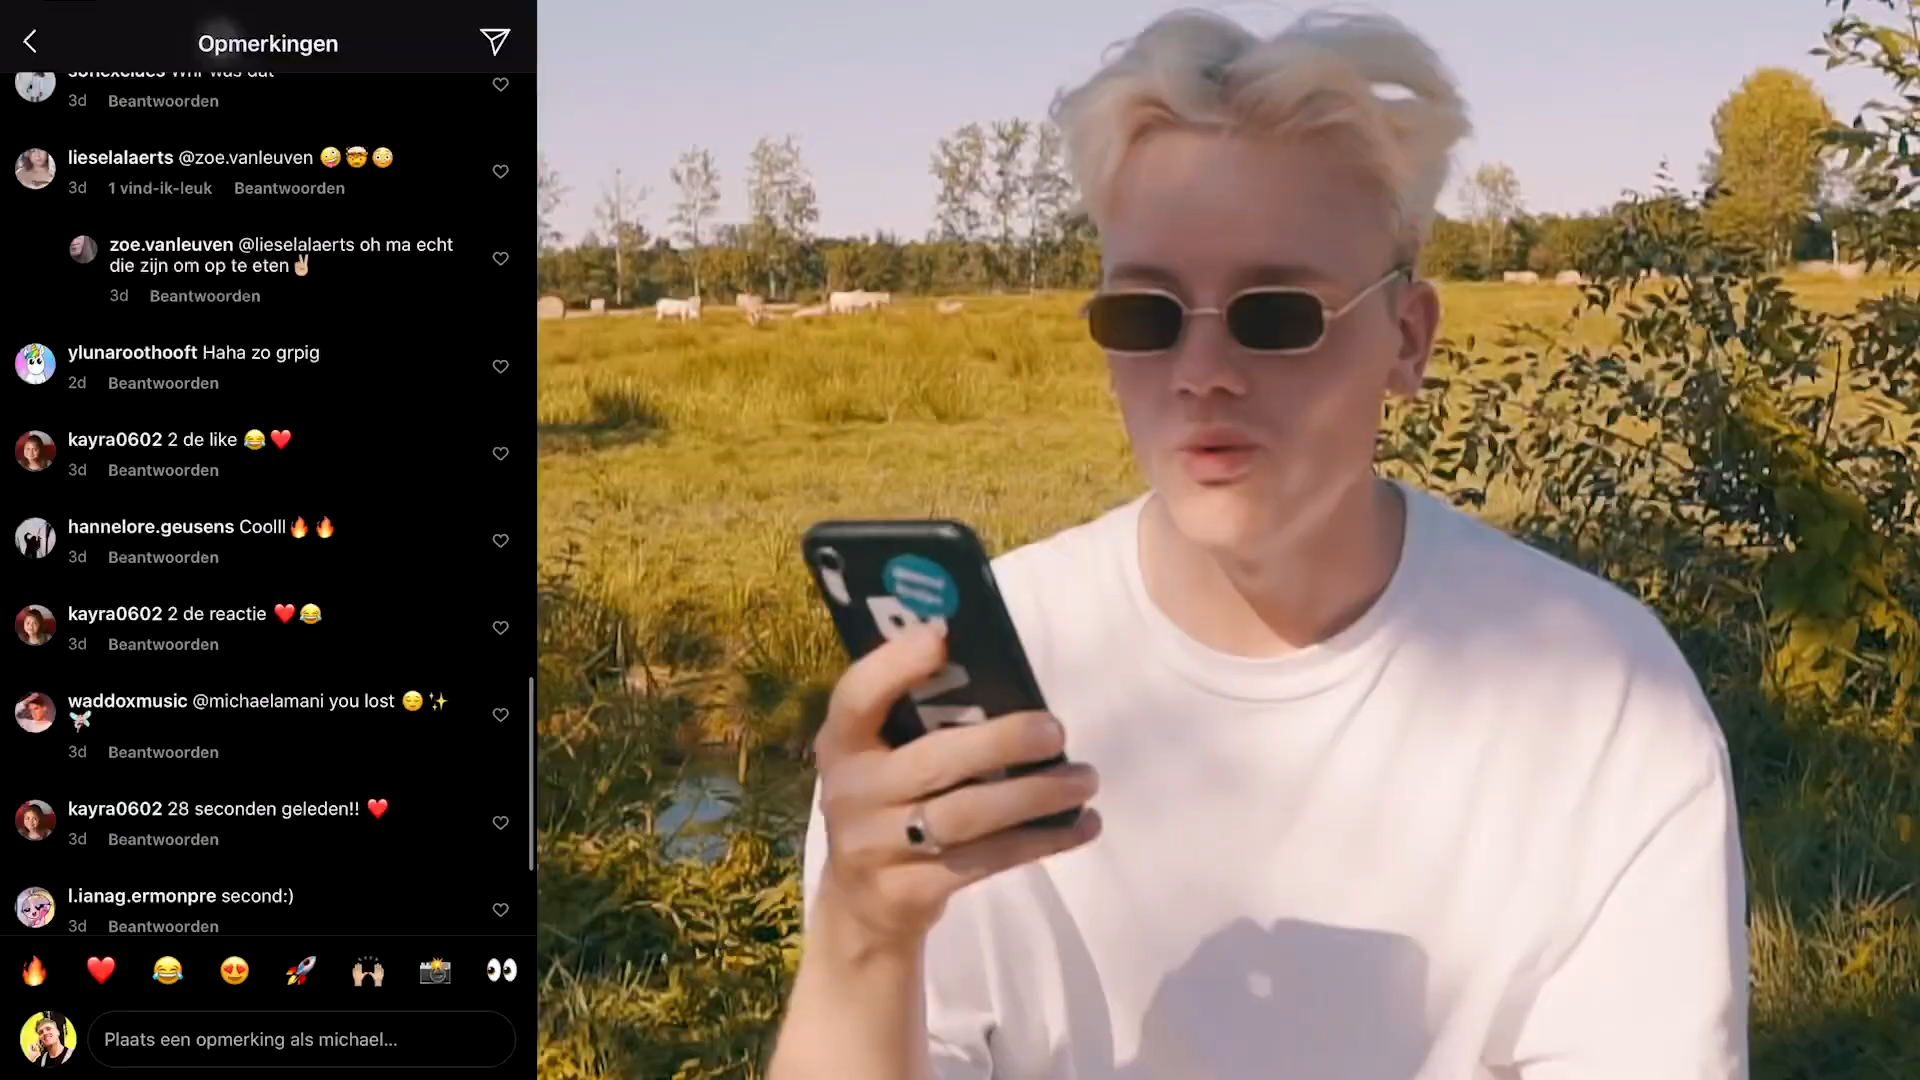 Opmerkingen
3d Beantwoorden
lieselalaerts @zoe.vanleuven 🤪🤯😳
3d 1 vind-ik-leuk Beantwoorden
zoe.vanleuven @lieselalaerts oh ma echt
die zijn om op te eten✌🏼
3d Beantwoorden
ylunaroothooft Haha zo grpig
2d Beantwoorden
kayra0602 2 de like 😂❤️
3d Beantwoorden
hannelore.geusens Coolll🔥🔥
3d Beantwoorden
kayra0602 2 de reactie ❤️😂
3d Beantwoorden
waddoxmusic @michaelamani you lost 😌✨
🧚
3d Beantwoorden
kayra0602 28 seconden geleden!! ❤️
3d Beantwoorden
l.ianag.ermonpre second:)
3d Beantwoorden
Plaats een opmerking als michael...